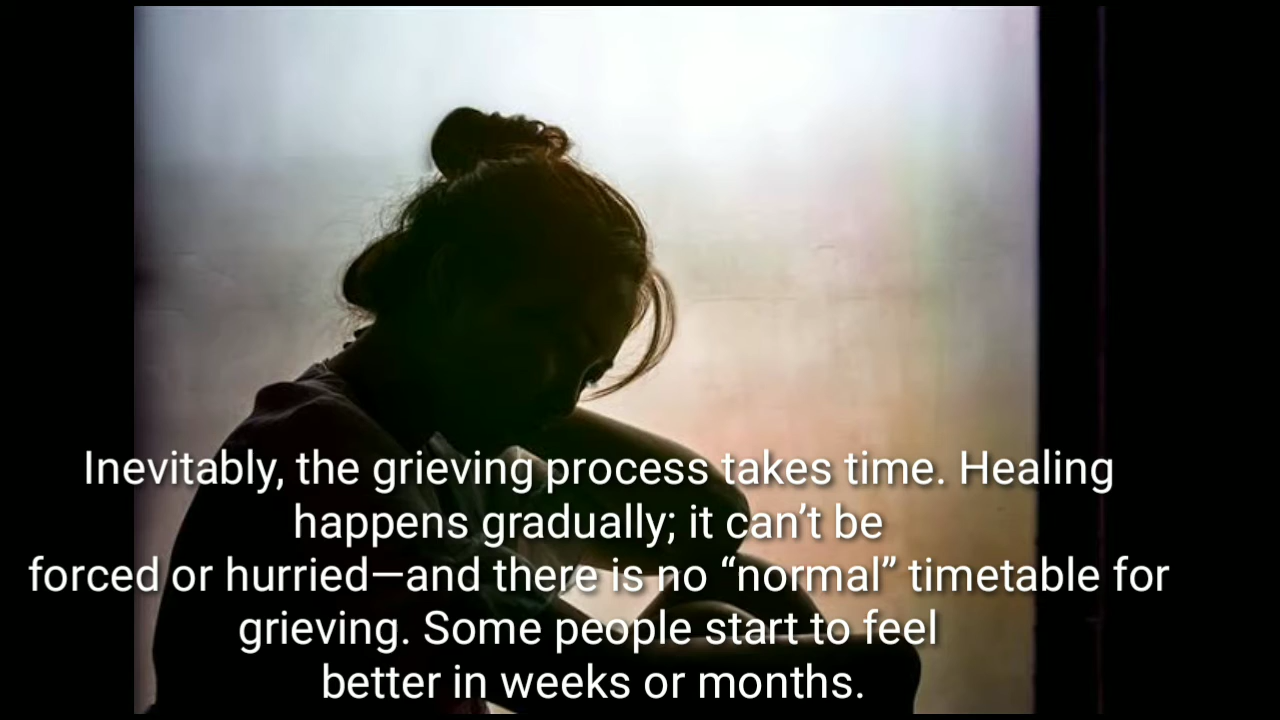 Inevitably, the grieving process takes time. Healing
happens gradually; it can’t be
forced or hurried—and there is no “normal” timetable for
grieving. Some people start to feel
better in weeks or months.